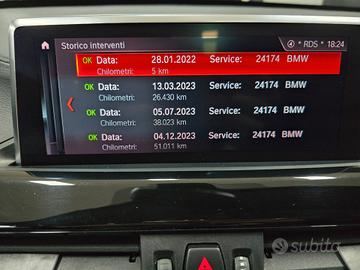 Storico interventi
④ * RDS * 18:24
OK Data: 28.01.2022 Service: 24174 BMW
Chilometri: 5 km
OK Data: 13.03.2023 Service: 24174 BMW
Chilometri: 26.430 km
OK Data: 05.07.2023 Service: 24174 BMW
Chilometri: 38.023 km
OK Data: 04.12.2023 Service: 24174 BMW
Chilometri: 51.011 km
subito